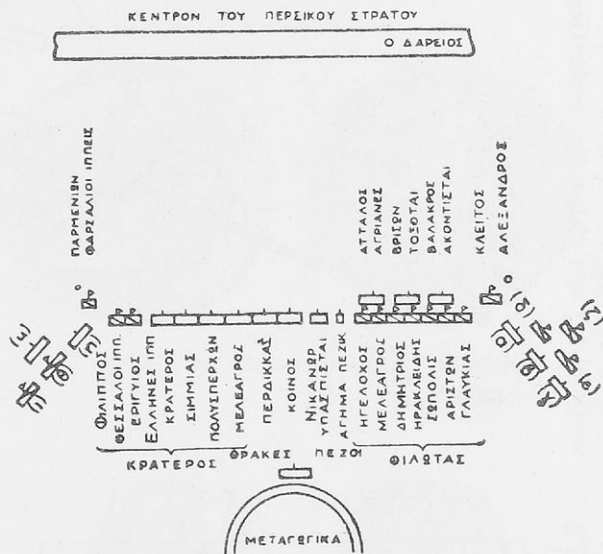 ΚΕΝΤΡΟΝ ΤΟΥ ΠΕΡΣΙΚΟΥ ΣΤΡΑΤΟΥ
Ο ΔΑΡΕΙΟΣ
ΠΑΡΜΕΝΙΩΝ
ΦΑΡΣΑΛΙΟΙ ΙΠΠΕΙΣ
ΑΤΤΑΛΟΣ
ΑΓΡΙΑΝΕΣ
ΒΡΙΣΩΝ
ΤΟΞΟΤΑΙ
ΒΑΛΑΚΡΟΣ
ΑΚΟΝΤΙΣΤΑΙ
ΚΛΕΙΤΟΣ
ΑΛΕΞΑΝΔΡΟΣ
ΦΙΛΙΠΠΟΣ
ΘΕΣΣΑΛΟΙ ΙΠΠ.
ΕΡΙΓΥΙΟΣ
ΕΛΛΗΝΕΣ ΙΠΠ
ΚΡΑΤΕΡΟΣ
ΣΙΜΜΙΑΣ
ΠΟΛΥΣΠΕΡΧΩΝ
ΜΕΛΕΑΓΡΟΣ
ΠΕΡΔΙΚΚΑΣ
ΚΟΙΝΟΣ
ΝΙΚΑΝΩΡ
ΥΠΑΣΠΙΣΤΑΙ
ΑΓΗΜΑ ΠΕΖΙΚ
ΗΓΕΛΟΧΟΣ
ΜΕΛΕΑΓΡΟΣ
ΔΗΜΗΤΡΙΟΣ
ΗΡΑΚΛΕΙΔΗΣ
ΣΩΠΟΛΙΣ
ΑΡΙΣΤΩΝ
ΓΛΑΥΚΙΑΣ
ΚΡΑΤΕΡΟΣ
ΘΡΑΚΕΣ ΠΕΖΟΙ
ΦΙΛΩΤΑΣ
ΜΕΤΑΓΩΓΙΚΑ